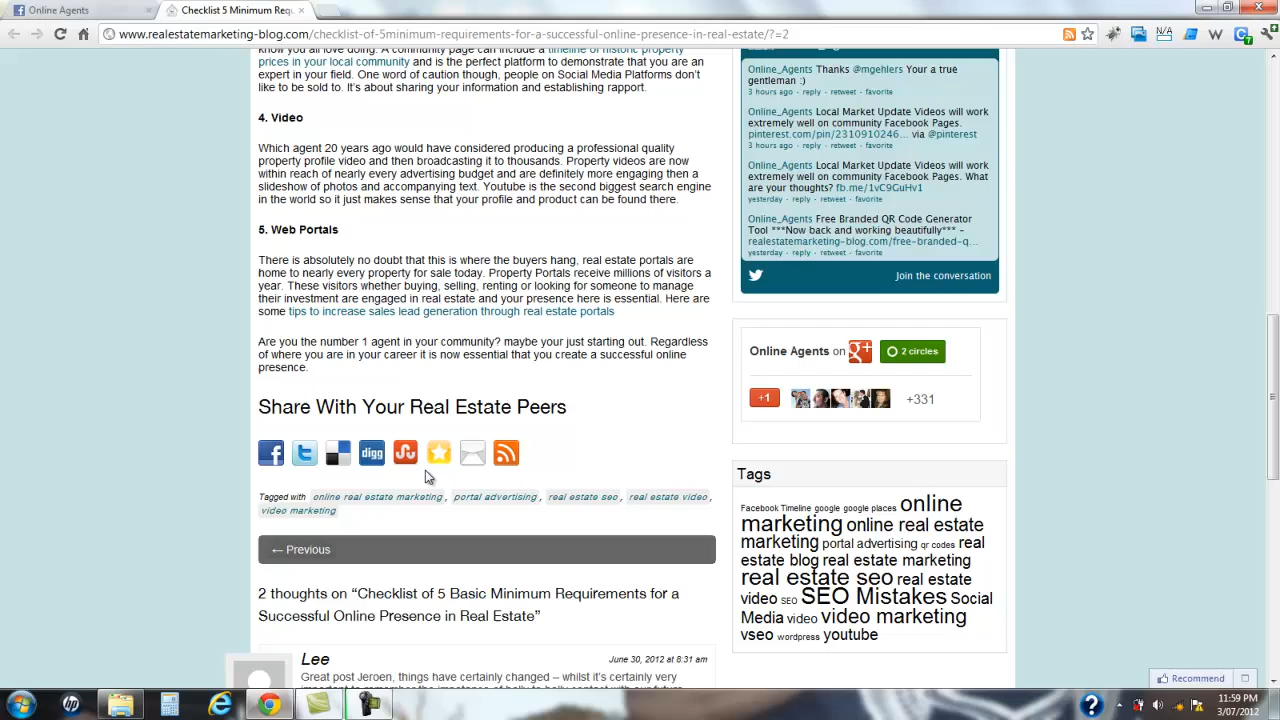 Online Agents
Checklist 5 Minimum Req
www.realestatemarketing-blog.com/checklist-of-5minimum-requirements-for-a-successful-online-presence-in-real-estate/?=2
know you all love doing. A community page can include a timeline of historic property
prices in your local community and is the perfect platform to demonstrate that you are an
expert in your field. One word of caution though, people on Social Media Platforms don't
like to be sold to. It's about sharing your information and establishing rapport.
4. Video
Which agent 20 years ago would have considered producing a professional quality
property profile video and then broadcasting it to thousands. Property videos are now
within reach of nearly every advertising budget and are definitely more engaging then a
slideshow of photos and accompanying text. Youtube is the second biggest search engine
in the world so it just makes sense that your profile and product can be found there.
5. Web Portals
There is absolutely no doubt that this is where the buyers hang, real estate portals are
home to nearly every property for sale today. Property Portals receive millions of visitors a
year. These visitors whether buying, selling, renting or looking for someone to manage
their investment are engaged in real estate and your presence here is essential. Here are
some tips to increase sales lead generation through real estate portals
Are you the number 1 agent in your community? maybe your just starting out. Regardless
of where you are in your career it is now essential that you create a successful online
presence.
Share With Your Real Estate Peers
digg
Tagged with online real estate marketing, portal advertising, real estate seo, real estate video,
video marketing
← Previous
2 thoughts on “Checklist of 5 Basic Minimum Requirements for a
Successful Online Presence in Real Estate”
Lee
June 30, 2012 at 8:31 am
Great post Jeroen, things have certainly changed – whilst it's certainly very
Online_Agents Thanks @mgehlers Your a true
gentleman :)
3 hours ago · reply · retweet · favorite
Online_Agents Local Market Update Videos will work
extremely well on community Facebook Pages.
pinterest.com/pin/2310910246... via @pinterest
3 hours ago · reply · retweet · favorite
Online_Agents Local Market Update Videos will work
extremely well on community Facebook Pages. What
are your thoughts? fb.me/1vC9GuHv1
yesterday · reply · retweet · favorite
Online_Agents Free Branded QR Code Generator
Tool ***Now back and working beautifully*** -
realestatemarketing-blog.com/free-branded-q...
yesterday · reply · retweet · favorite
Join the conversation
Online Agents on g+ 2 circles
+1 +331
Tags
Facebook Timeline google google places online
marketing online real estate
marketing portal advertising qr codes real
estate blog real estate marketing
real estate seo real estate
video SEO SEO Mistakes Social
Media video video marketing
vseo wordpress youtube
Recommend
11:59 PM
3/07/2012